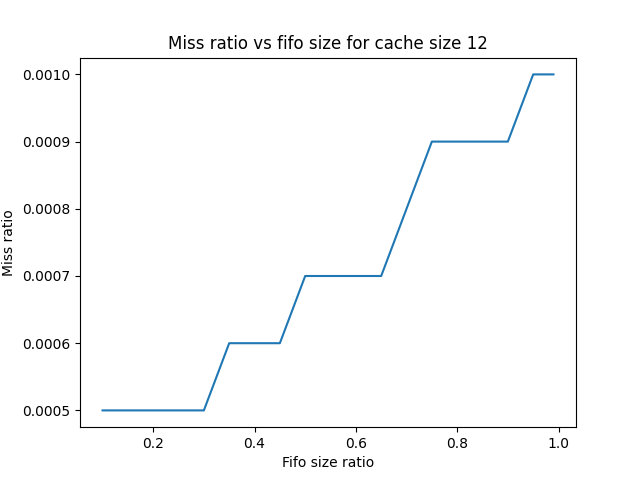 Miss ratio vs fifo size for cache size 12
0.0010
0.0009
0.0008
0.0007
0.0006
0.0005
Miss ratio
0.2 0.4 0.6 0.8 1.0
Fifo size ratio